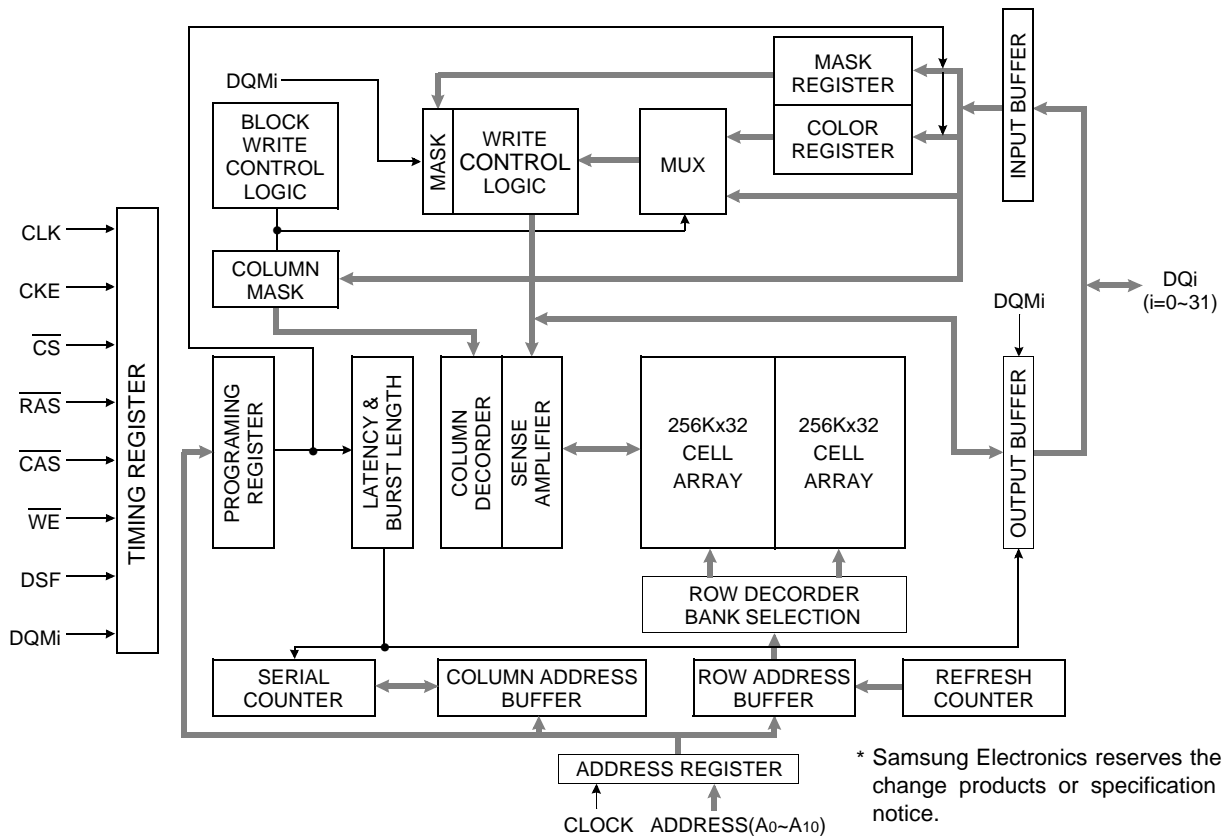 DQMi
BLOCK
WRITE
CONTROL
LOGIC
MASK
WRITE
CONTROL
LOGIC
MUX
MASK
REGISTER
COLOR
REGISTER
INPUT BUFFER
COLUMN
MASK
DQi
(i=0~31)
DQMi
CLK
CKE
CS
RAS
CAS
WE
DSF
DQMi
TIMING REGISTER
PROGRAMING
REGISTER
LATENCY &
BURST LENGTH
COLUMN
DECORDER
SENSE
AMPLIFIER
256Kx32
CELL
ARRAY
256Kx32
CELL
ARRAY
OUTPUT BUFFER
ROW DECORDER
BANK SELECTION
SERIAL
COUNTER
COLUMN ADDRESS
BUFFER
ROW ADDRESS
BUFFER
REFRESH
COUNTER
ADDRESS REGISTER
CLOCK
ADDRESS(A0~A10)
* Samsung Electronics reserves the
change products or specification
notice.